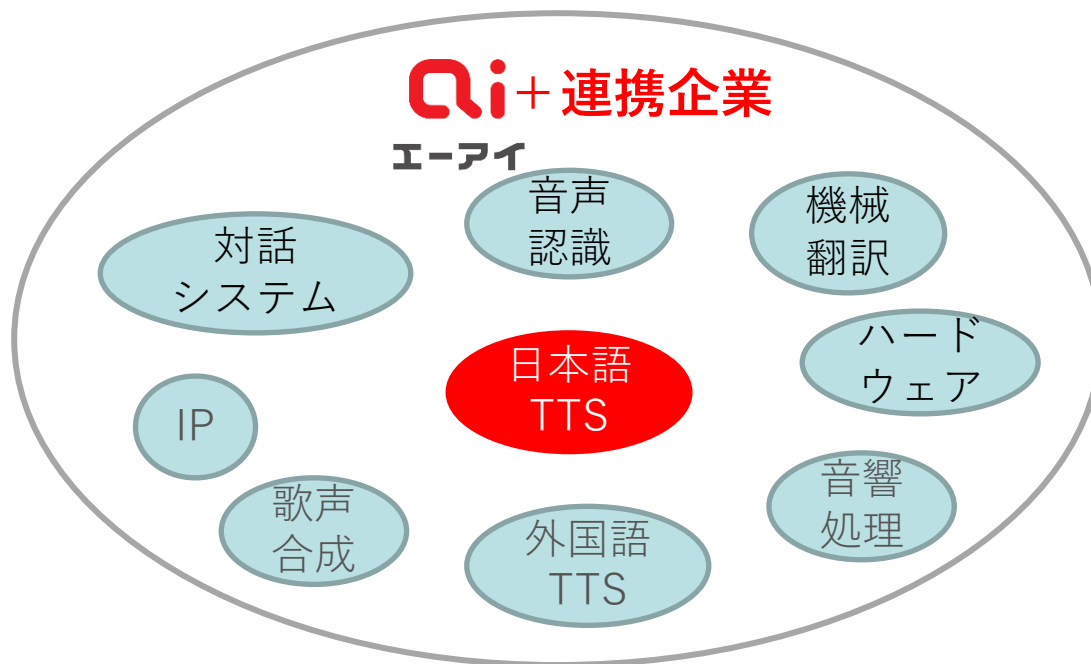 ai+連携企業
エーアイ
音声
認識
機械
翻訳
対話
システム
ハード
ウェア
日本語
TTS
IP
音響
処理
歌声
合成
外国語
TTS